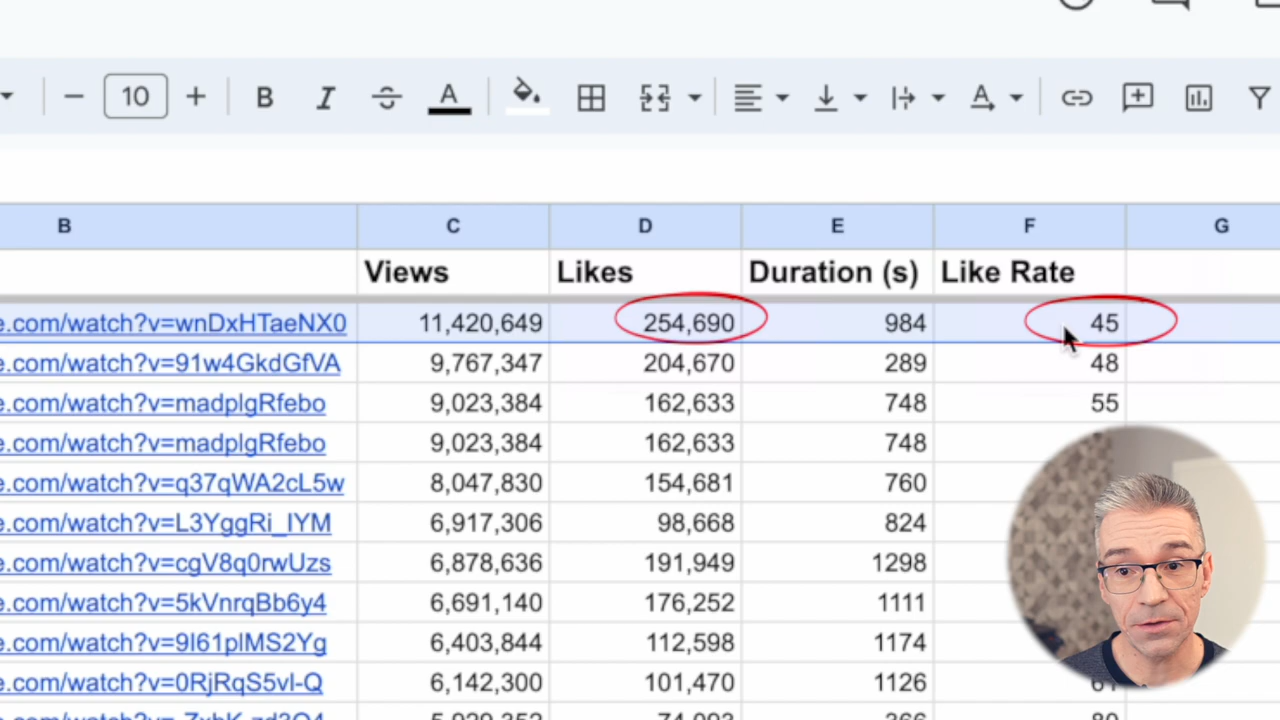 10 B I A A
B C D E F G
Views Likes Duration (s) Like Rate
e.com/watch?v=wnDxHTaeNX0 11,420,649 254,690 984 45
e.com/watch?v=91w4GkdGfVA 9,767,347 204,670 289 48
e.com/watch?v=madplgRfebo 9,023,384 162,633 748 55
e.com/watch?v=madplgRfebo 9,023,384 162,633 748
e.com/watch?v=q37qWA2cL5w 8,047,830 154,681 760
e.com/watch?v=L3YggRi_IYM 6,917,306 98,668 824
e.com/watch?v=cgV8q0rwUzs 6,878,636 191,949 1298
e.com/watch?v=5kVnrqBb6y4 6,691,140 176,252 1111
e.com/watch?v=9I61plMS2Yg 6,403,844 112,598 1174
e.com/watch?v=0RjRqS5vl-Q 6,142,300 101,470 1126